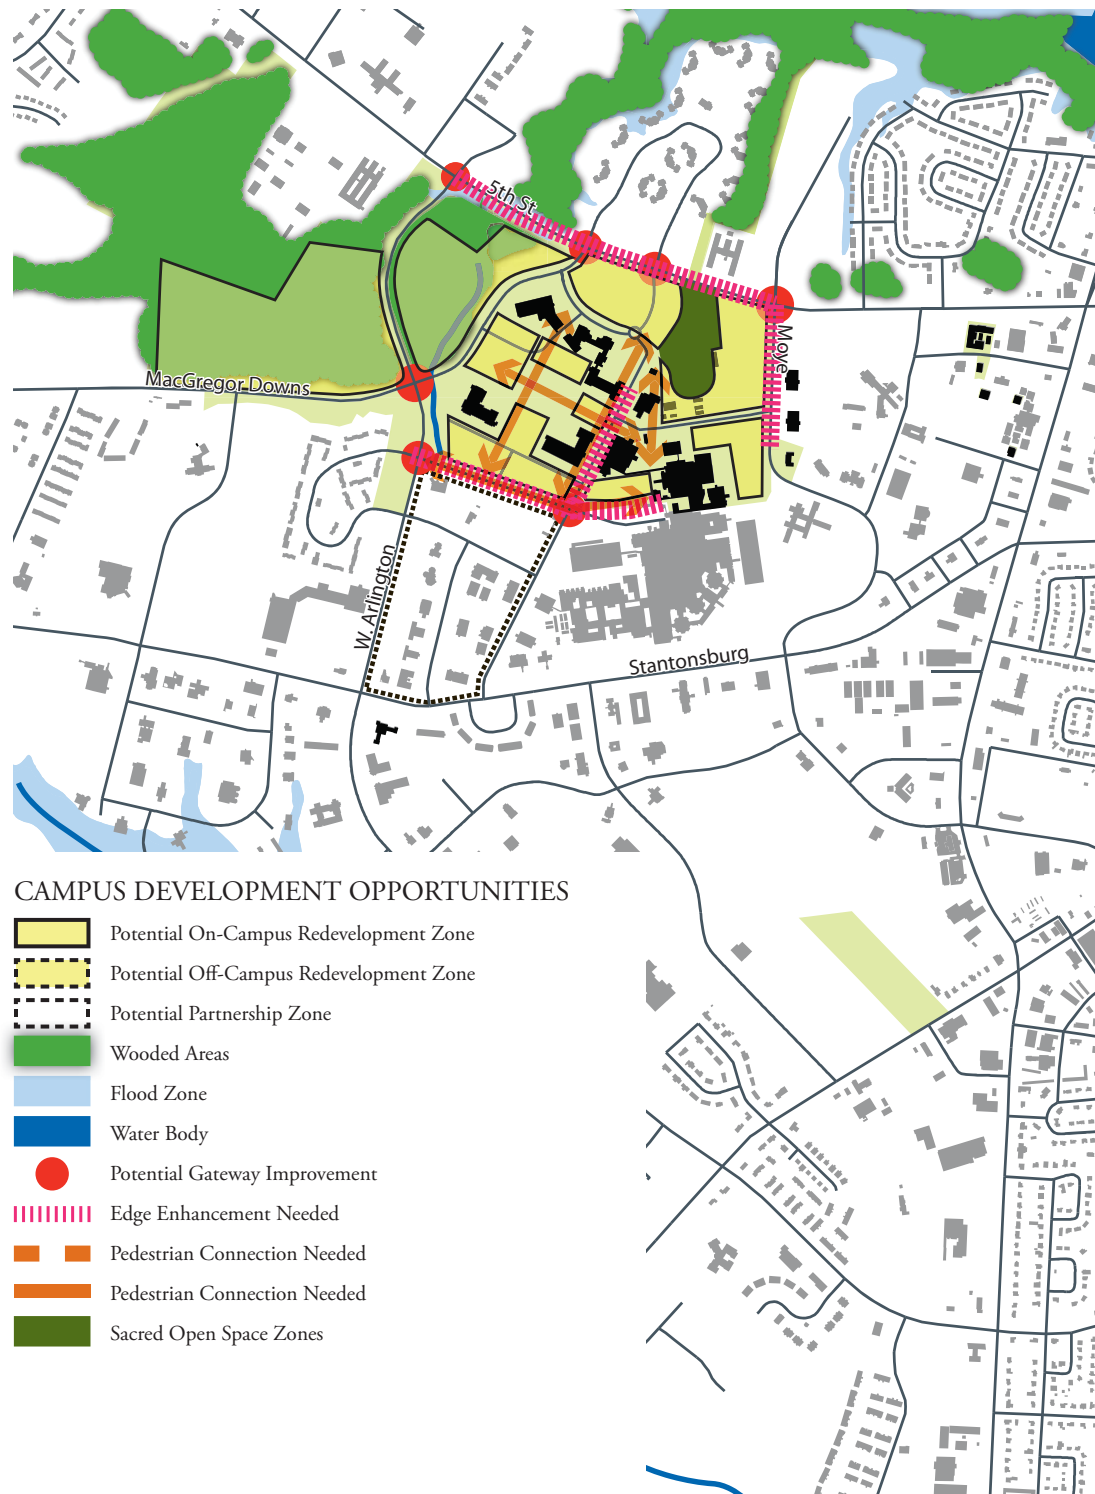 5th St.
Moye
MacGregor Downs
W. Arlington
Stantonsburg
CAMPUS DEVELOPMENT OPPORTUNITIES
Potential On-Campus Redevelopment Zone
Potential Off-Campus Redevelopment Zone
Potential Partnership Zone
Wooded Areas
Flood Zone
Water Body
Potential Gateway Improvement
Edge Enhancement Needed
Pedestrian Connection Needed
Pedestrian Connection Needed
Sacred Open Space Zones